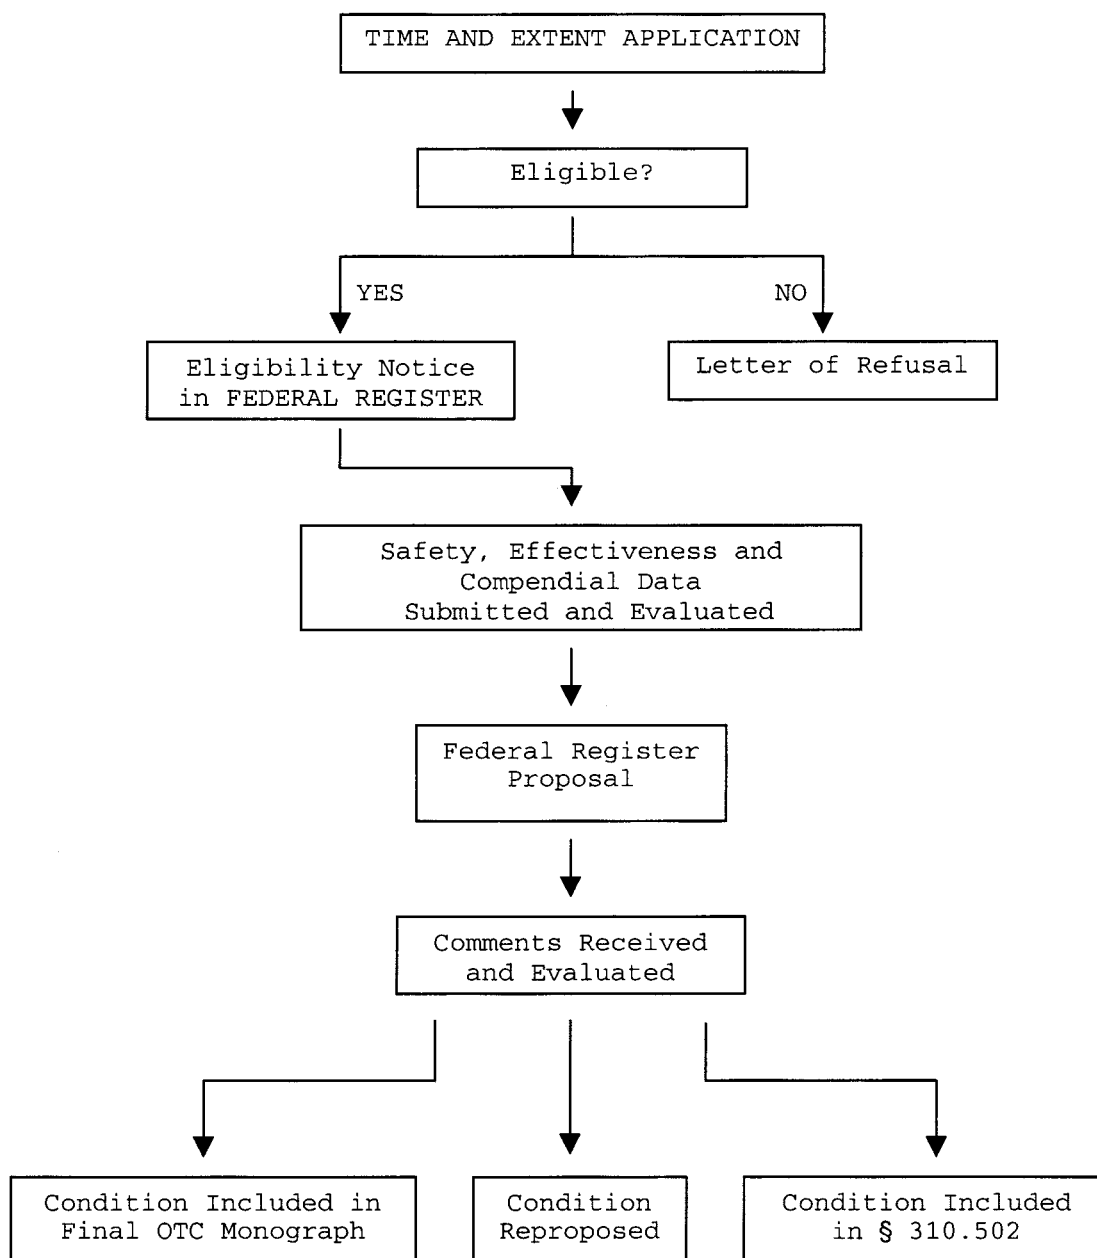 TIME AND EXTENT APPLICATION
Eligible?
YES
NO
Eligibility Notice
in FEDERAL REGISTER
Letter of Refusal
Safety, Effectiveness and
Compendial Data
Submitted and Evaluated
Federal Register
Proposal
Comments Received
and Evaluated
Condition Included in
Final OTC Monograph
Condition
Reproposed
Condition Included
in § 310.502